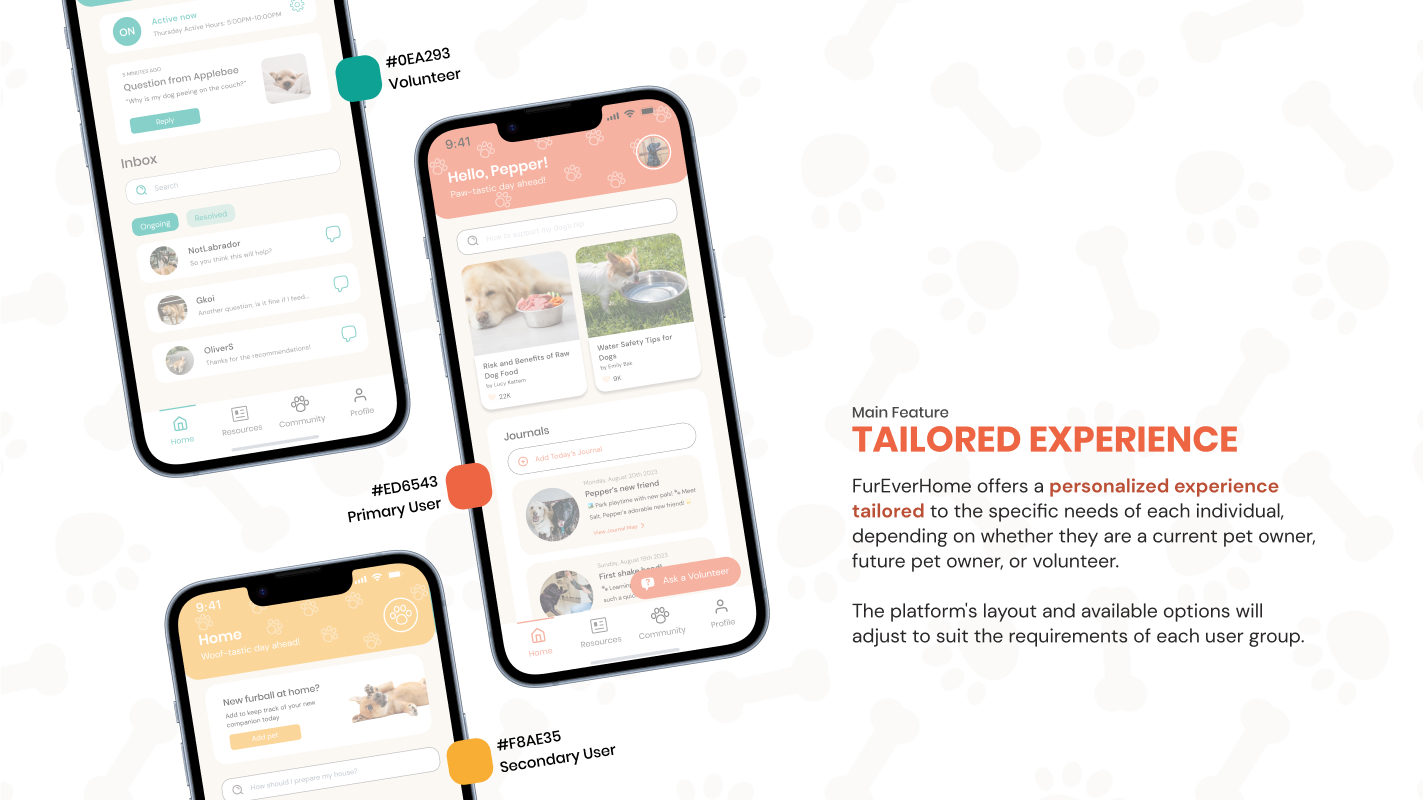 ON
Active now
Thursday Active Hours: 5:00PM-10:00PM
5 MINUTES AGO
Question from Applebee
"Why is my dog peeing on the couch?"
Reply
Inbox
Search
Ongoing
Resolved
NotLabrador
So you think this will help?
Gkoi
Another question, is it fine if I feed...
OliverS
Thanks for the recommendations!
Home
Resources
Community
Profile
#0EA293
Volunteer
9:41
Hello, Pepper!
Paw-tastic day ahead!
How to support my dog's hip
Risk and Benefits of Raw
Dog Food
by Lucy Kattern
22K
Water Safety Tips for
Dogs
by Emily Bak
9K
Journals
Add Today's Journal
Monday, August 20th 2023
Pepper's new friend
Park playtime with new pals! Meet
Salt, Pepper's adorable new friend!
View Journal Map
Sunday, August 19th 2023
First shake hand!
such a quic
Ask a Volunteer
Home
Resources
Community
Profile
#ED6543
Primary User
9:41
Home
Woof-tastic day ahead!
New furball at home?
Add to keep track of your new
companion today
Add pet
How should I prepare my house?
#F8AE35
Secondary User
Main Feature
TAILORED EXPERIENCE
FurEverHome offers a personalized experience
tailored to the specific needs of each individual,
depending on whether they are a current pet owner,
future pet owner, or volunteer.
The platform's layout and available options will
adjust to suit the requirements of each user group.